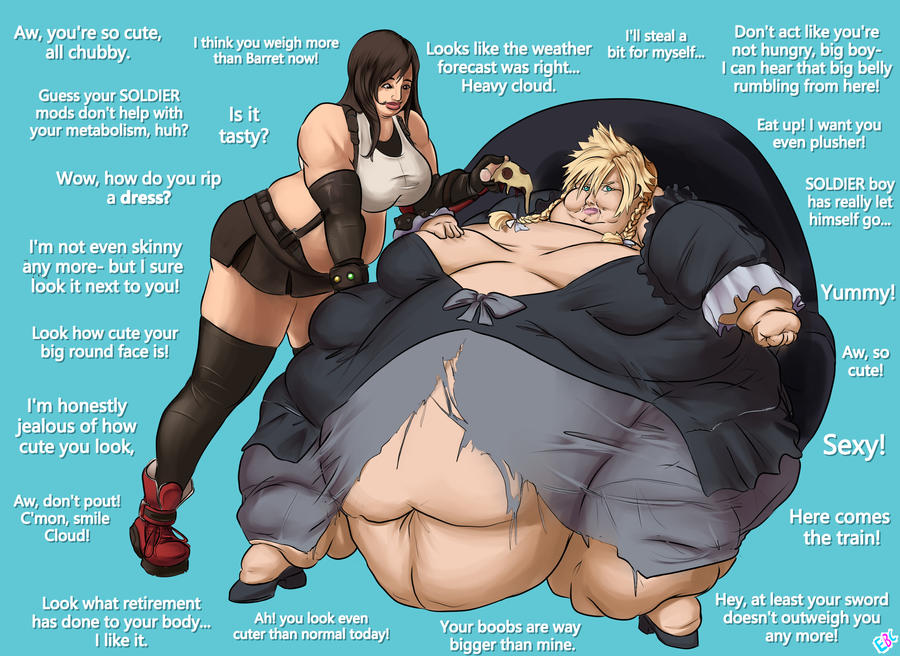 Aw, you're so cute,
all chubby.
I think you weigh more
than Barret now!
Looks like the weather
forecast was right...
Heavy cloud.
I'll steal a
bit for myself...
Don't act like you're
not hungry, big boy-
I can hear that big belly
rumbling from here!
Guess your SOLDIER
mods don't help with
your metabolism, huh?
Is it
tasty?
Eat up! I want you
even plusher!
Wow, how do you rip
a dress?
SOLDIER boy
has really let
himself go...
I'm not even skinny
any more- but I sure
look it next to you!
Yummy!
Look how cute your
big round face is!
Aw, so
cute!
I'm honestly
jealous of how
cute you look,
Sexy!
Aw, don't pout!
C'mon, smile
Cloud!
Here comes
the train!
Look what retirement
has done to your body...
I like it.
Ah! you look even
cuter than normal today!
Your boobs are way
bigger than mine.
Hey, at least your sword
doesn't outweigh you
any more!
EBC